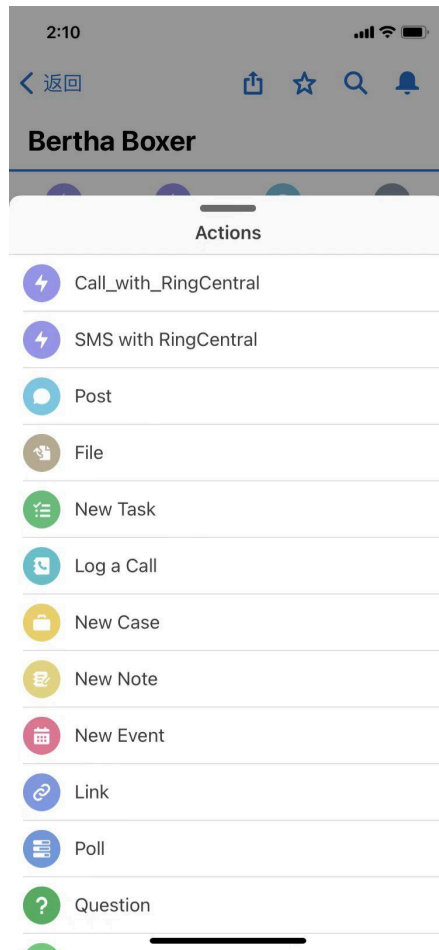 2:10
返回
Bertha Boxer
Actions
Call_with_RingCentral
SMS with RingCentral
Post
File
New Task
Log a Call
New Case
New Note
New Event
Link
Poll
Question